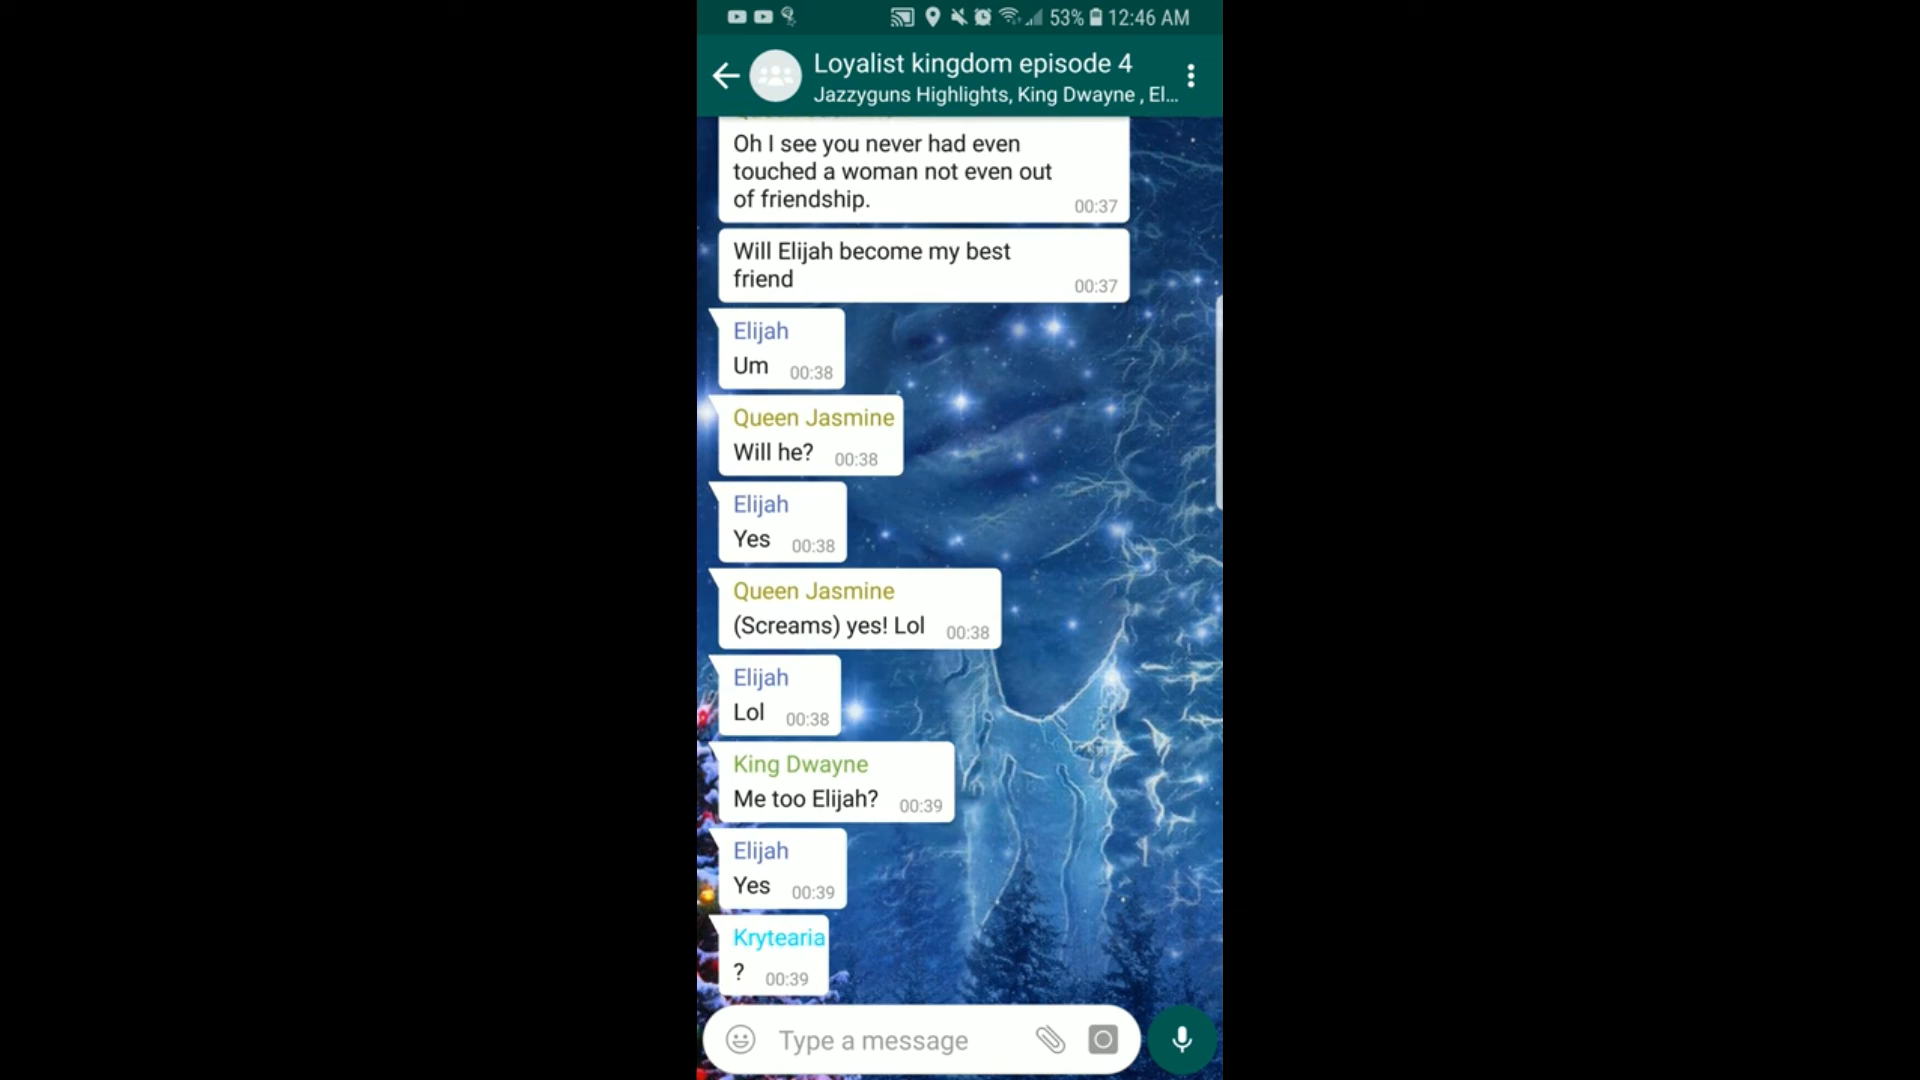 53% 12:46 AM
Loyalist kingdom episode 4
Jazzyguns Highlights, King Dwayne , El...
Oh I see you never had even
touched a woman not even out
of friendship.
00:37
Will Elijah become my best
friend
00:37
Elijah
Um 00:38
Queen Jasmine
Will he? 00:38
Elijah
Yes 00:38
Queen Jasmine
(Screams) yes! Lol 00:38
Elijah
Lol 00:38
King Dwayne
Me too Elijah? 00:39
Elijah
Yes 00:39
Krytearia
? 00:39
Type a message